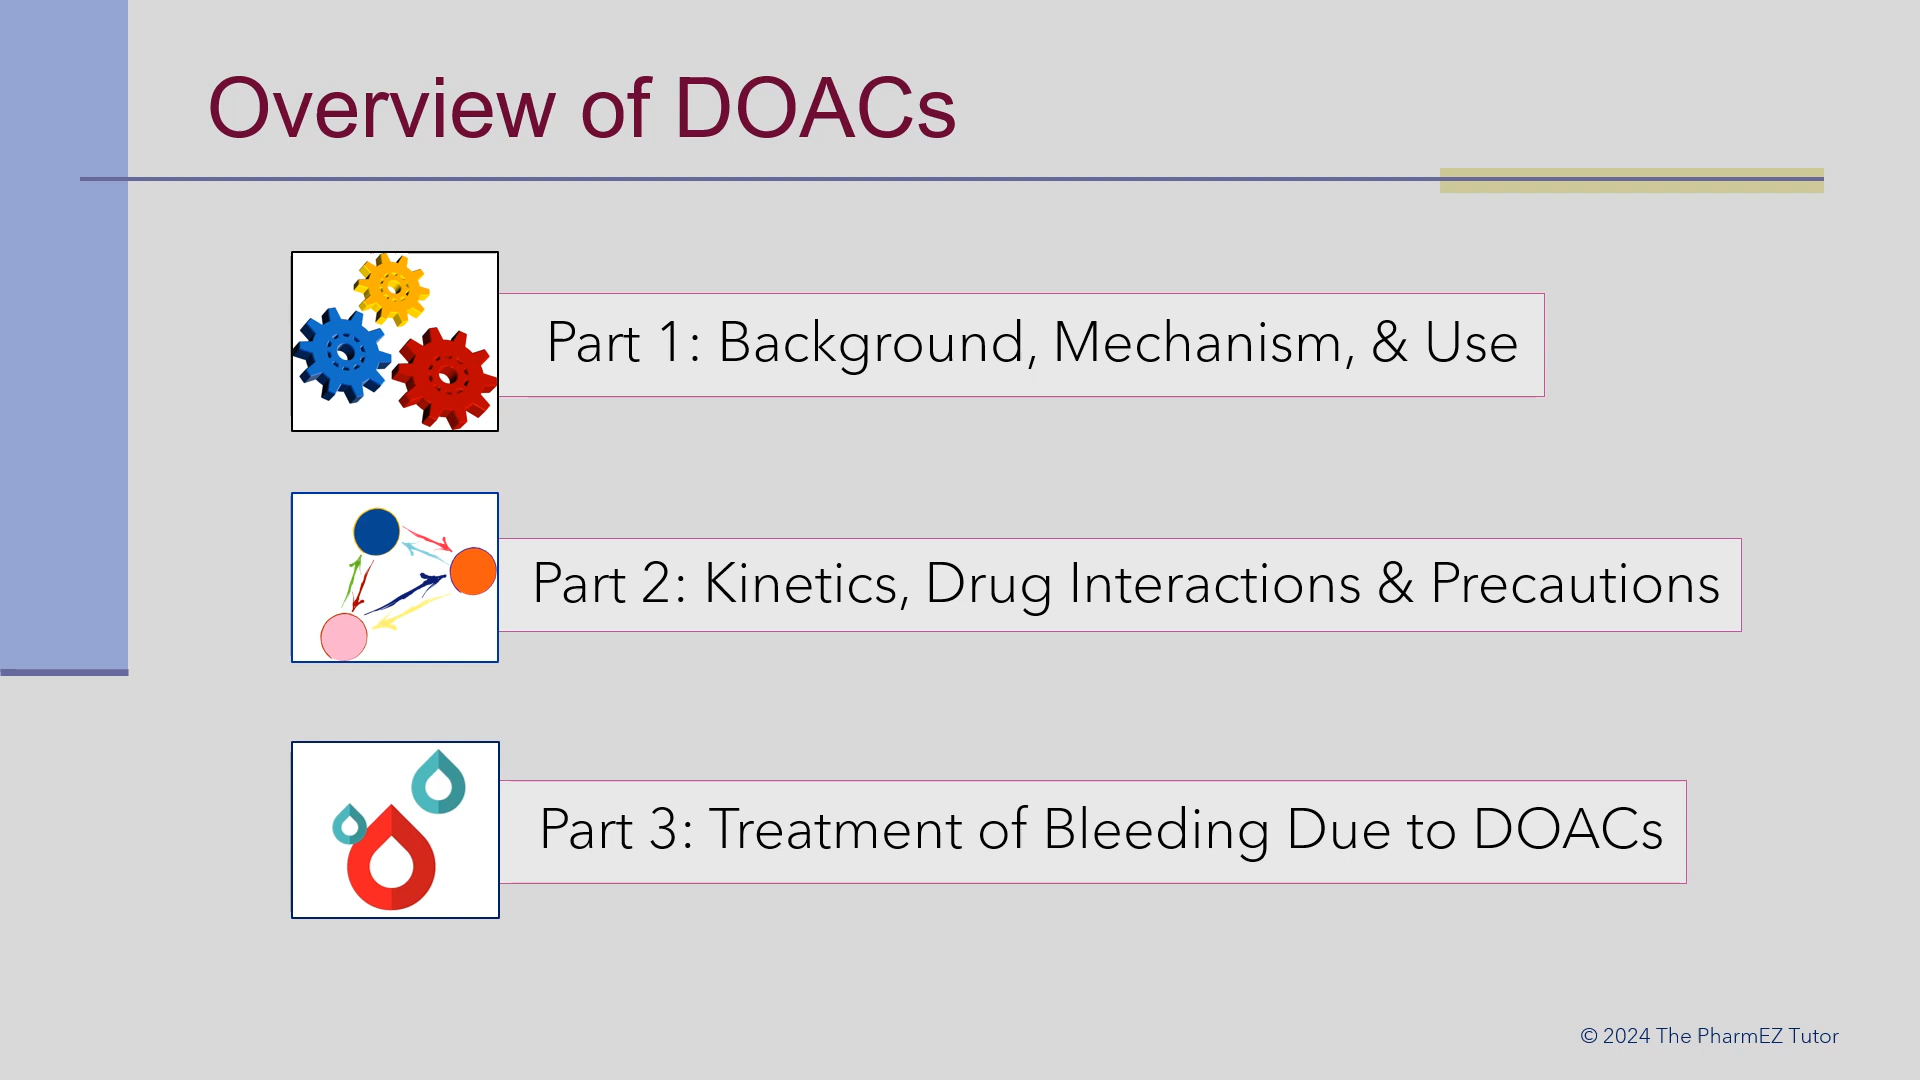 Overview of DOACs
Part 1: Background, Mechanism, & Use
Part 2: Kinetics, Drug Interactions & Precautions
Part 3: Treatment of Bleeding Due to DOACs
© 2024 The PharmEZ Tutor